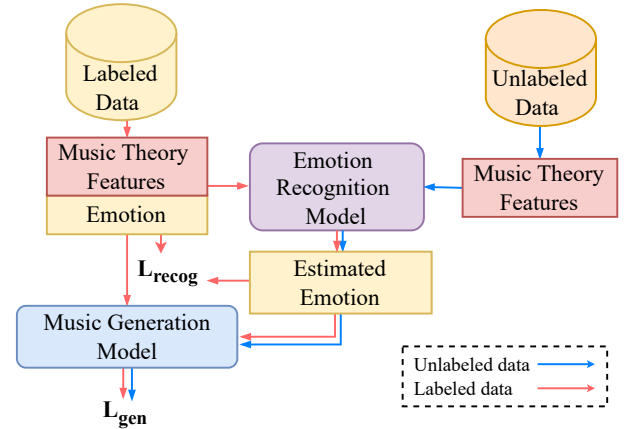 Labeled
Data
Unlabeled
Data
Music Theory
Features
Emotion
Emotion
Recognition
Model
Music Theory
Features
L_recog
Estimated
Emotion
Music Generation
Model
L_gen
Unlabeled data
Labeled data